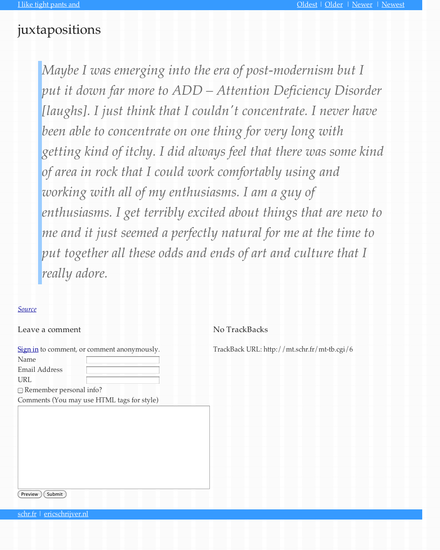 I like tight pants and
Oldest | Older | Newer | Newest
juxtapositions
Maybe I was emerging into the era of post-modernism but I
put it down far more to ADD – Attention Deficiency Disorder
[laughs]. I just think that I couldn't concentrate. I never have
been able to concentrate on one thing for very long with
getting kind of itchy. I did always feel that there was some kind
of area in rock that I could work comfortably using and
working with all of my enthusiasms. I am a guy of
enthusiasms. I get terribly excited about things that are new to
me and it just seemed a perfectly natural for me at the time to
put together all these odds and ends of art and culture that I
really adore.
Source
Leave a comment
Sign in to comment, or comment anonymously.
Name
Email Address
URL
Remember personal info?
Comments (You may use HTML tags for style)
Preview Submit
No TrackBacks
TrackBack URL: http://mt.schr.fr/mt-tb.cgi/6
schr.fr | ericschrijver.nl